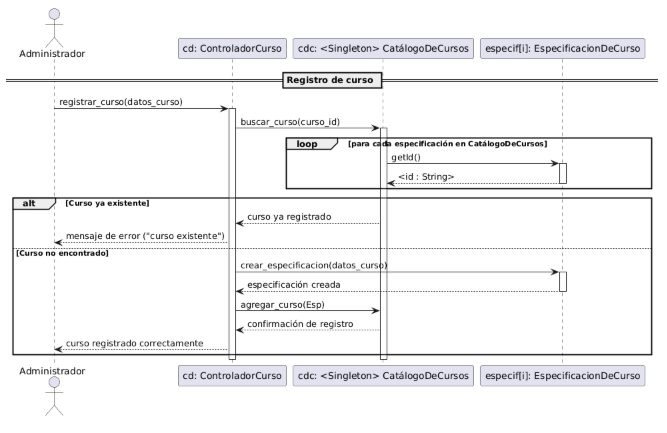 Administrador
cd: ControladorCurso
cdc: <Singleton> CatálogoDeCursos
especif[i]: EspecificacionDeCurso
Registro de curso
registrar_curso(datos_curso)
buscar_curso(curso_id)
loop
[para cada especificación en CatálogoDeCursos]
getId()
<id : String>
alt
[Curso ya existente]
curso ya registrado
mensaje de error ("curso existente")
[Curso no encontrado]
crear_especificacion(datos_curso)
especificación creada
agregar_curso(Esp)
confirmación de registro
curso registrado correctamente
Administrador
cd: ControladorCurso
cdc: <Singleton> CatálogoDeCursos
especif[i]: EspecificacionDeCurso